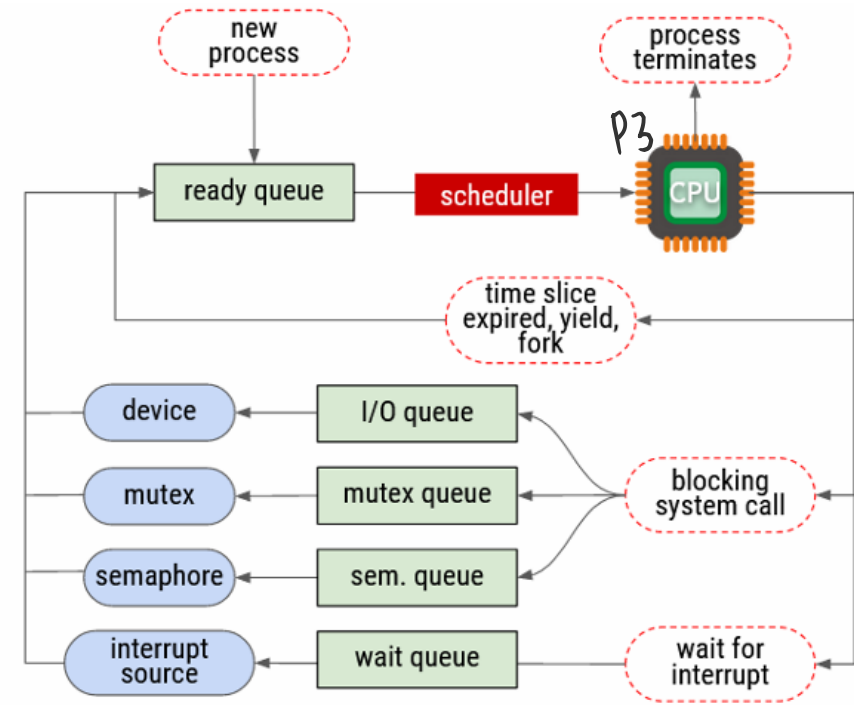 new
process
process
terminates
P3
ready queue
scheduler
CPU
time slice
expired, yield,
fork
device
I/O queue
blocking
system call
mutex
mutex queue
semaphore
sem. queue
interrupt
source
wait queue
wait for
interrupt